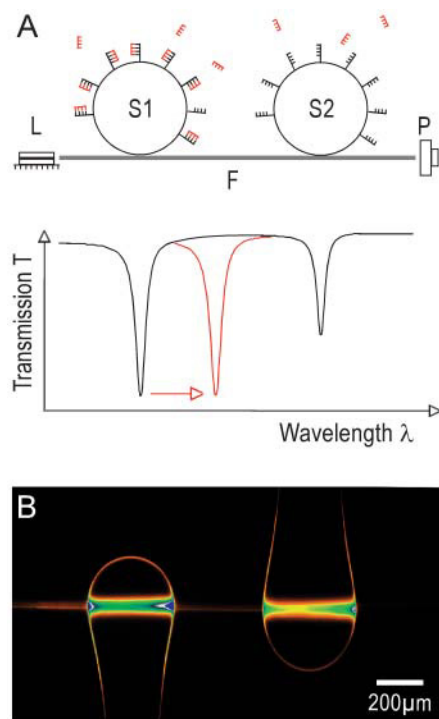 A
S1
S2
L
P
F
Transmission T
Wavelength λ
B
200μm